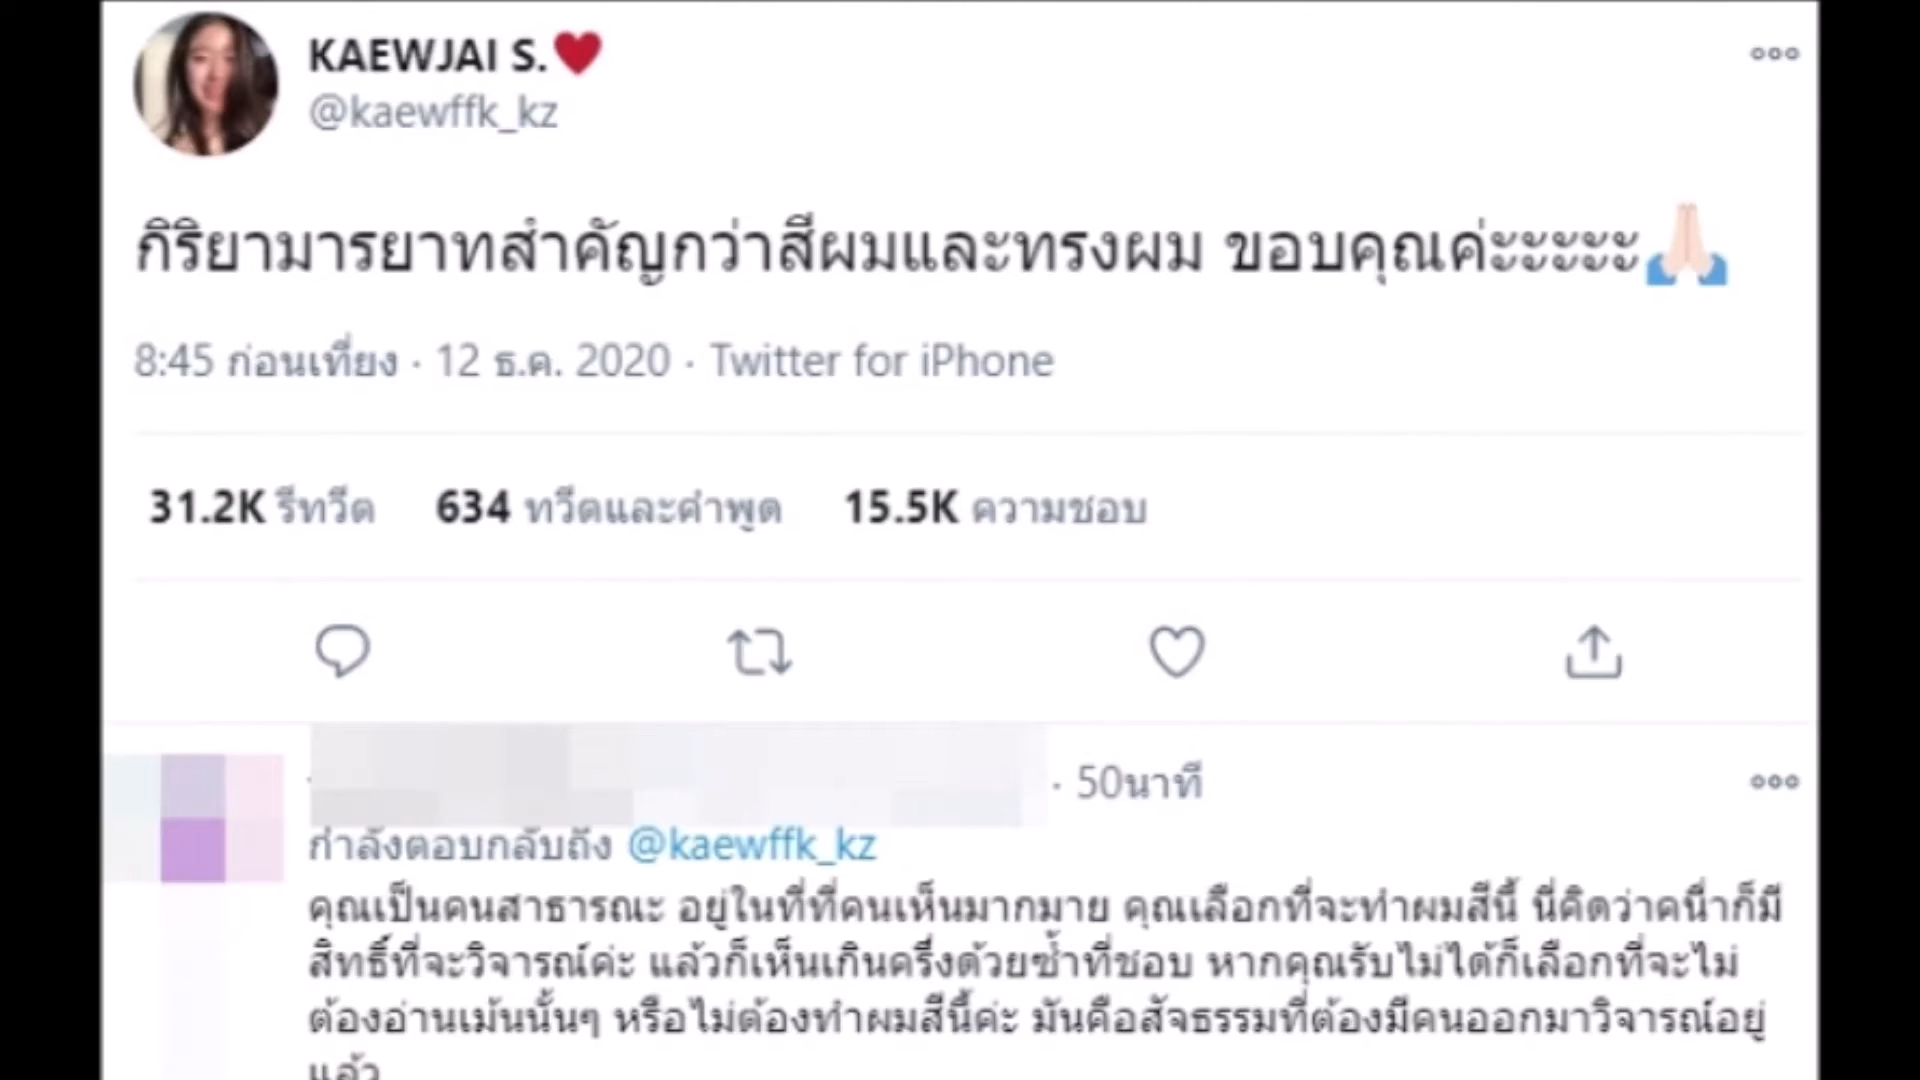 KAEWJAI S.
@kaewffk_kz
กิริยามารยาทสำคัญกว่าสีผมและทรงผม ขอบคุณค่ะะะะะะ
8:45 ก่อนเที่ยง · 12 ธ.ค. 2020 · Twitter for iPhone
31.2K รีทวีต 634 ทวีตและคำพูด 15.5K ความชอบ
· 50นาที
กำลังตอบกลับถึง @kaewffk_kz
คุณเป็นคนสาธารณะ อยู่ในที่ที่คนเห็นมากมาย คุณเลือกที่จะทำผมสีนี้ นี่คิดว่าคนื่าก็มี
สิทธิ์ที่จะวิจารณ์ค่ะ แล้วก็เห็นเกินครึ่งด้วยซ้ำที่ชอบ หากคุณรับไม่ได้ก็เลือกที่จะไม่
ต้องอ่านเม้นนั้นๆ หรือไม่ต้องทำผมสีนี้ค่ะ มันคือสัจธรรมที่ต้องมีคนออกมาวิจารณ์อยู่
แล้ว